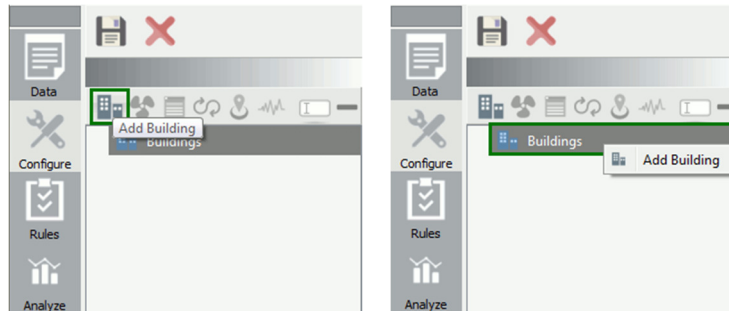 Data
Configure
Rules
Analyze
Add Building
Buildings
Data
Configure
Rules
Analyze
Buildings
Add Building